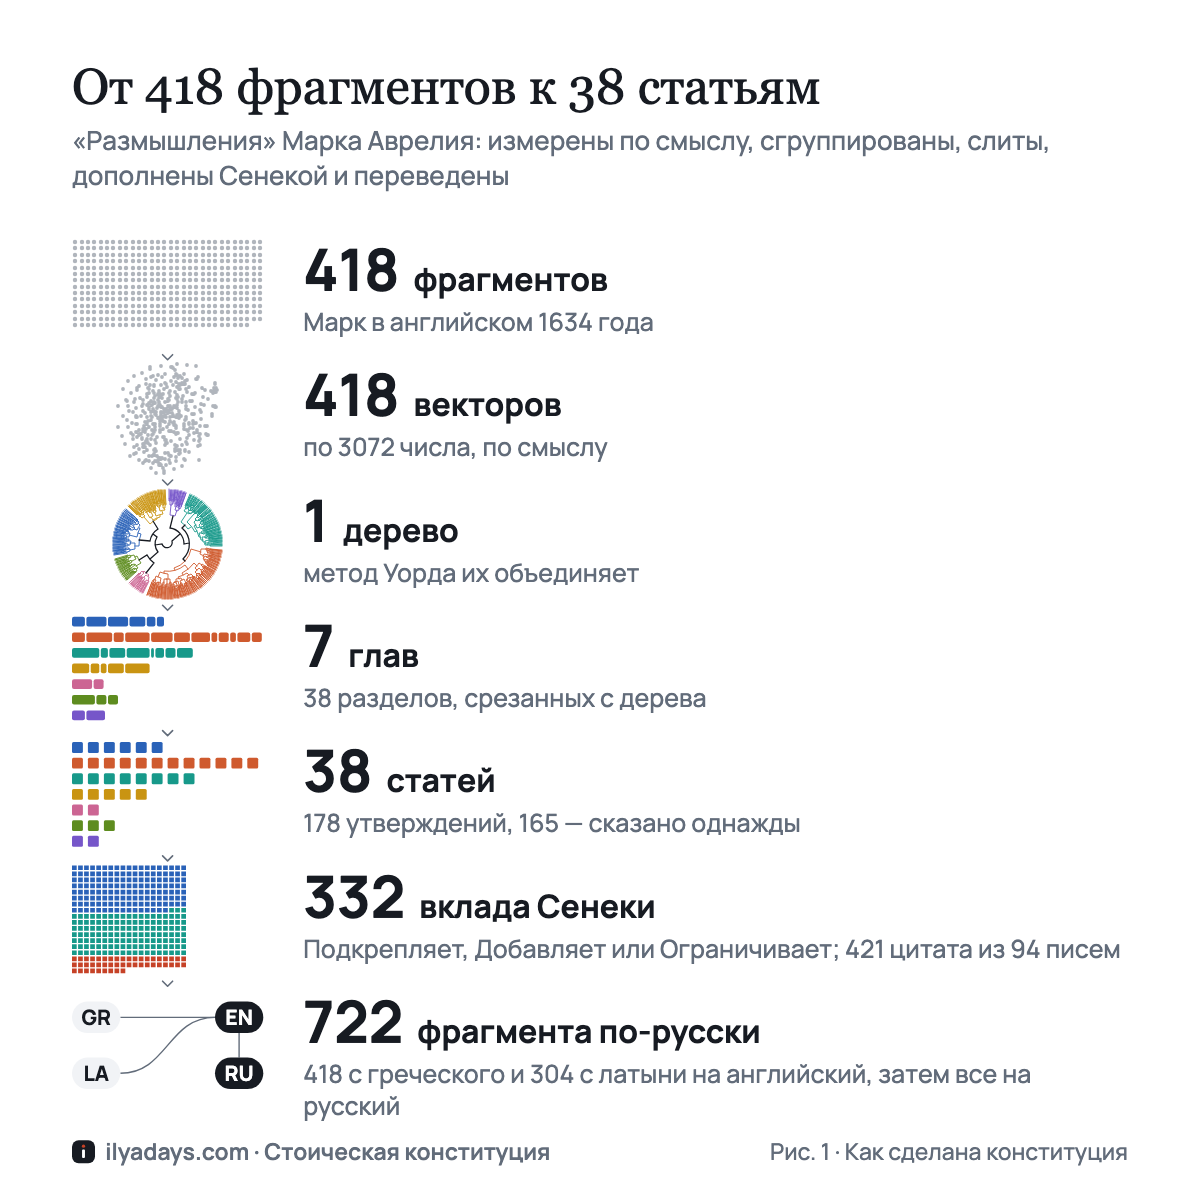 От 418 фрагментов к 38 статьям
«Размышления» Марка Аврелия: измерены по смыслу, сгруппированы, слиты,
дополнены Сенекой и переведены
418 фрагментов
Марк в английском 1634 года
418 векторов
по 3072 числа, по смыслу
1 дерево
метод Уорда их объединяет
7 глав
38 разделов, срезанных с дерева
38 статей
178 утверждений, 165 — сказано однажды
332 вклада Сенеки
Подкрепляет, Добавляет или Ограничивает; 421 цитата из 94 писем
GR EN
LA RU
722 фрагмента по-русски
418 с греческого и 304 с латыни на английский, затем все на
русский
i ilyadays.com · Стоическая конституция
Рис. 1 · Как сделана конституция